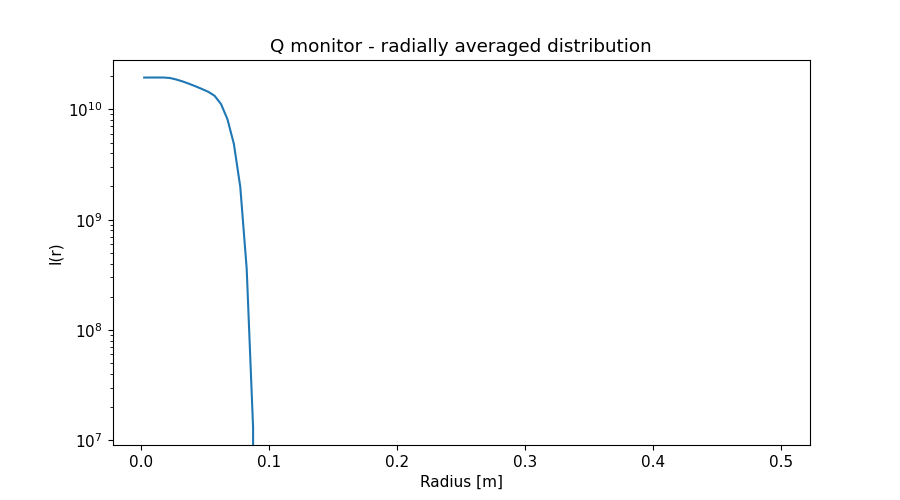 Q monitor - radially averaged distribution
10¹⁰
10⁹
10⁸
10⁷
I(r)
0.0 0.1 0.2 0.3 0.4 0.5
Radius [m]